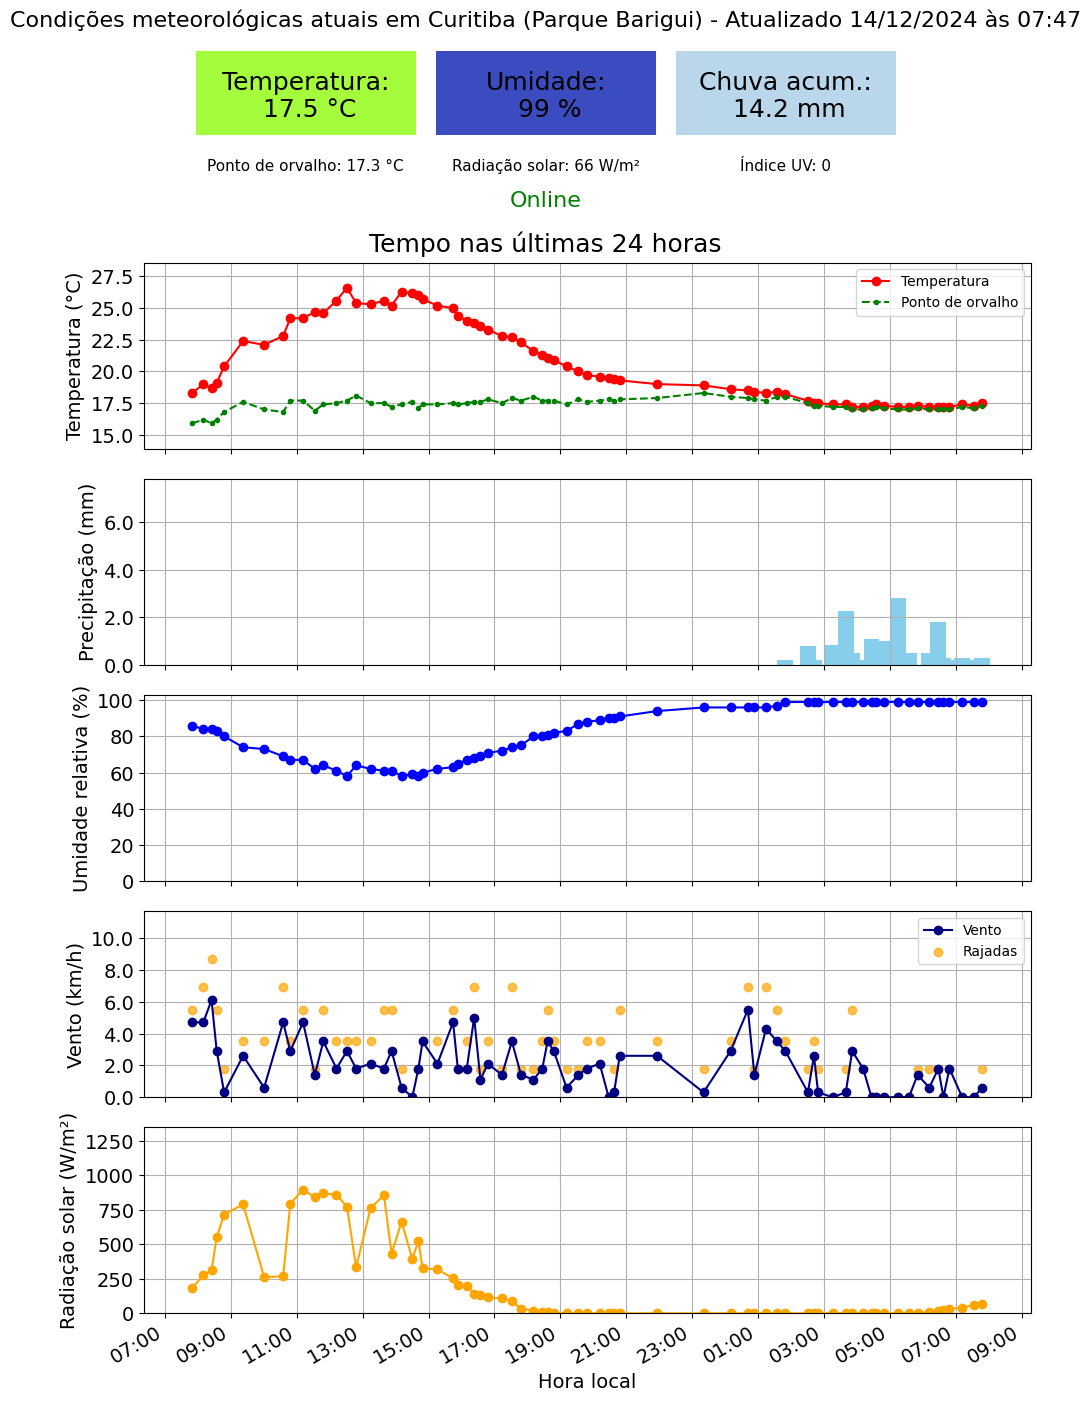 Condições meteorológicas atuais em Curitiba (Parque Barigui) - Atualizado 14/12/2024 às 07:47
Temperatura:
17.5 °C
Umidade:
99 %
Chuva acum.:
14.2 mm
Ponto de orvalho: 17.3 °C
Radiação solar: 66 W/m²
Índice UV: 0
Online
Tempo nas últimas 24 horas
Temperatura (°C)
27.5
25.0
22.5
20.0
17.5
15.0
Temperatura
Ponto de orvalho
Precipitação (mm)
6.0
4.0
2.0
0.0
Umidade relativa (%)
100
80
60
40
20
0
Vento (km/h)
10.0
8.0
6.0
4.0
2.0
0.0
Vento
Rajadas
Radiação solar (W/m²)
1250
1000
750
500
250
0
07:00
09:00
11:00
13:00
15:00
17:00
19:00
21:00
23:00
01:00
03:00
05:00
07:00
09:00
Hora local